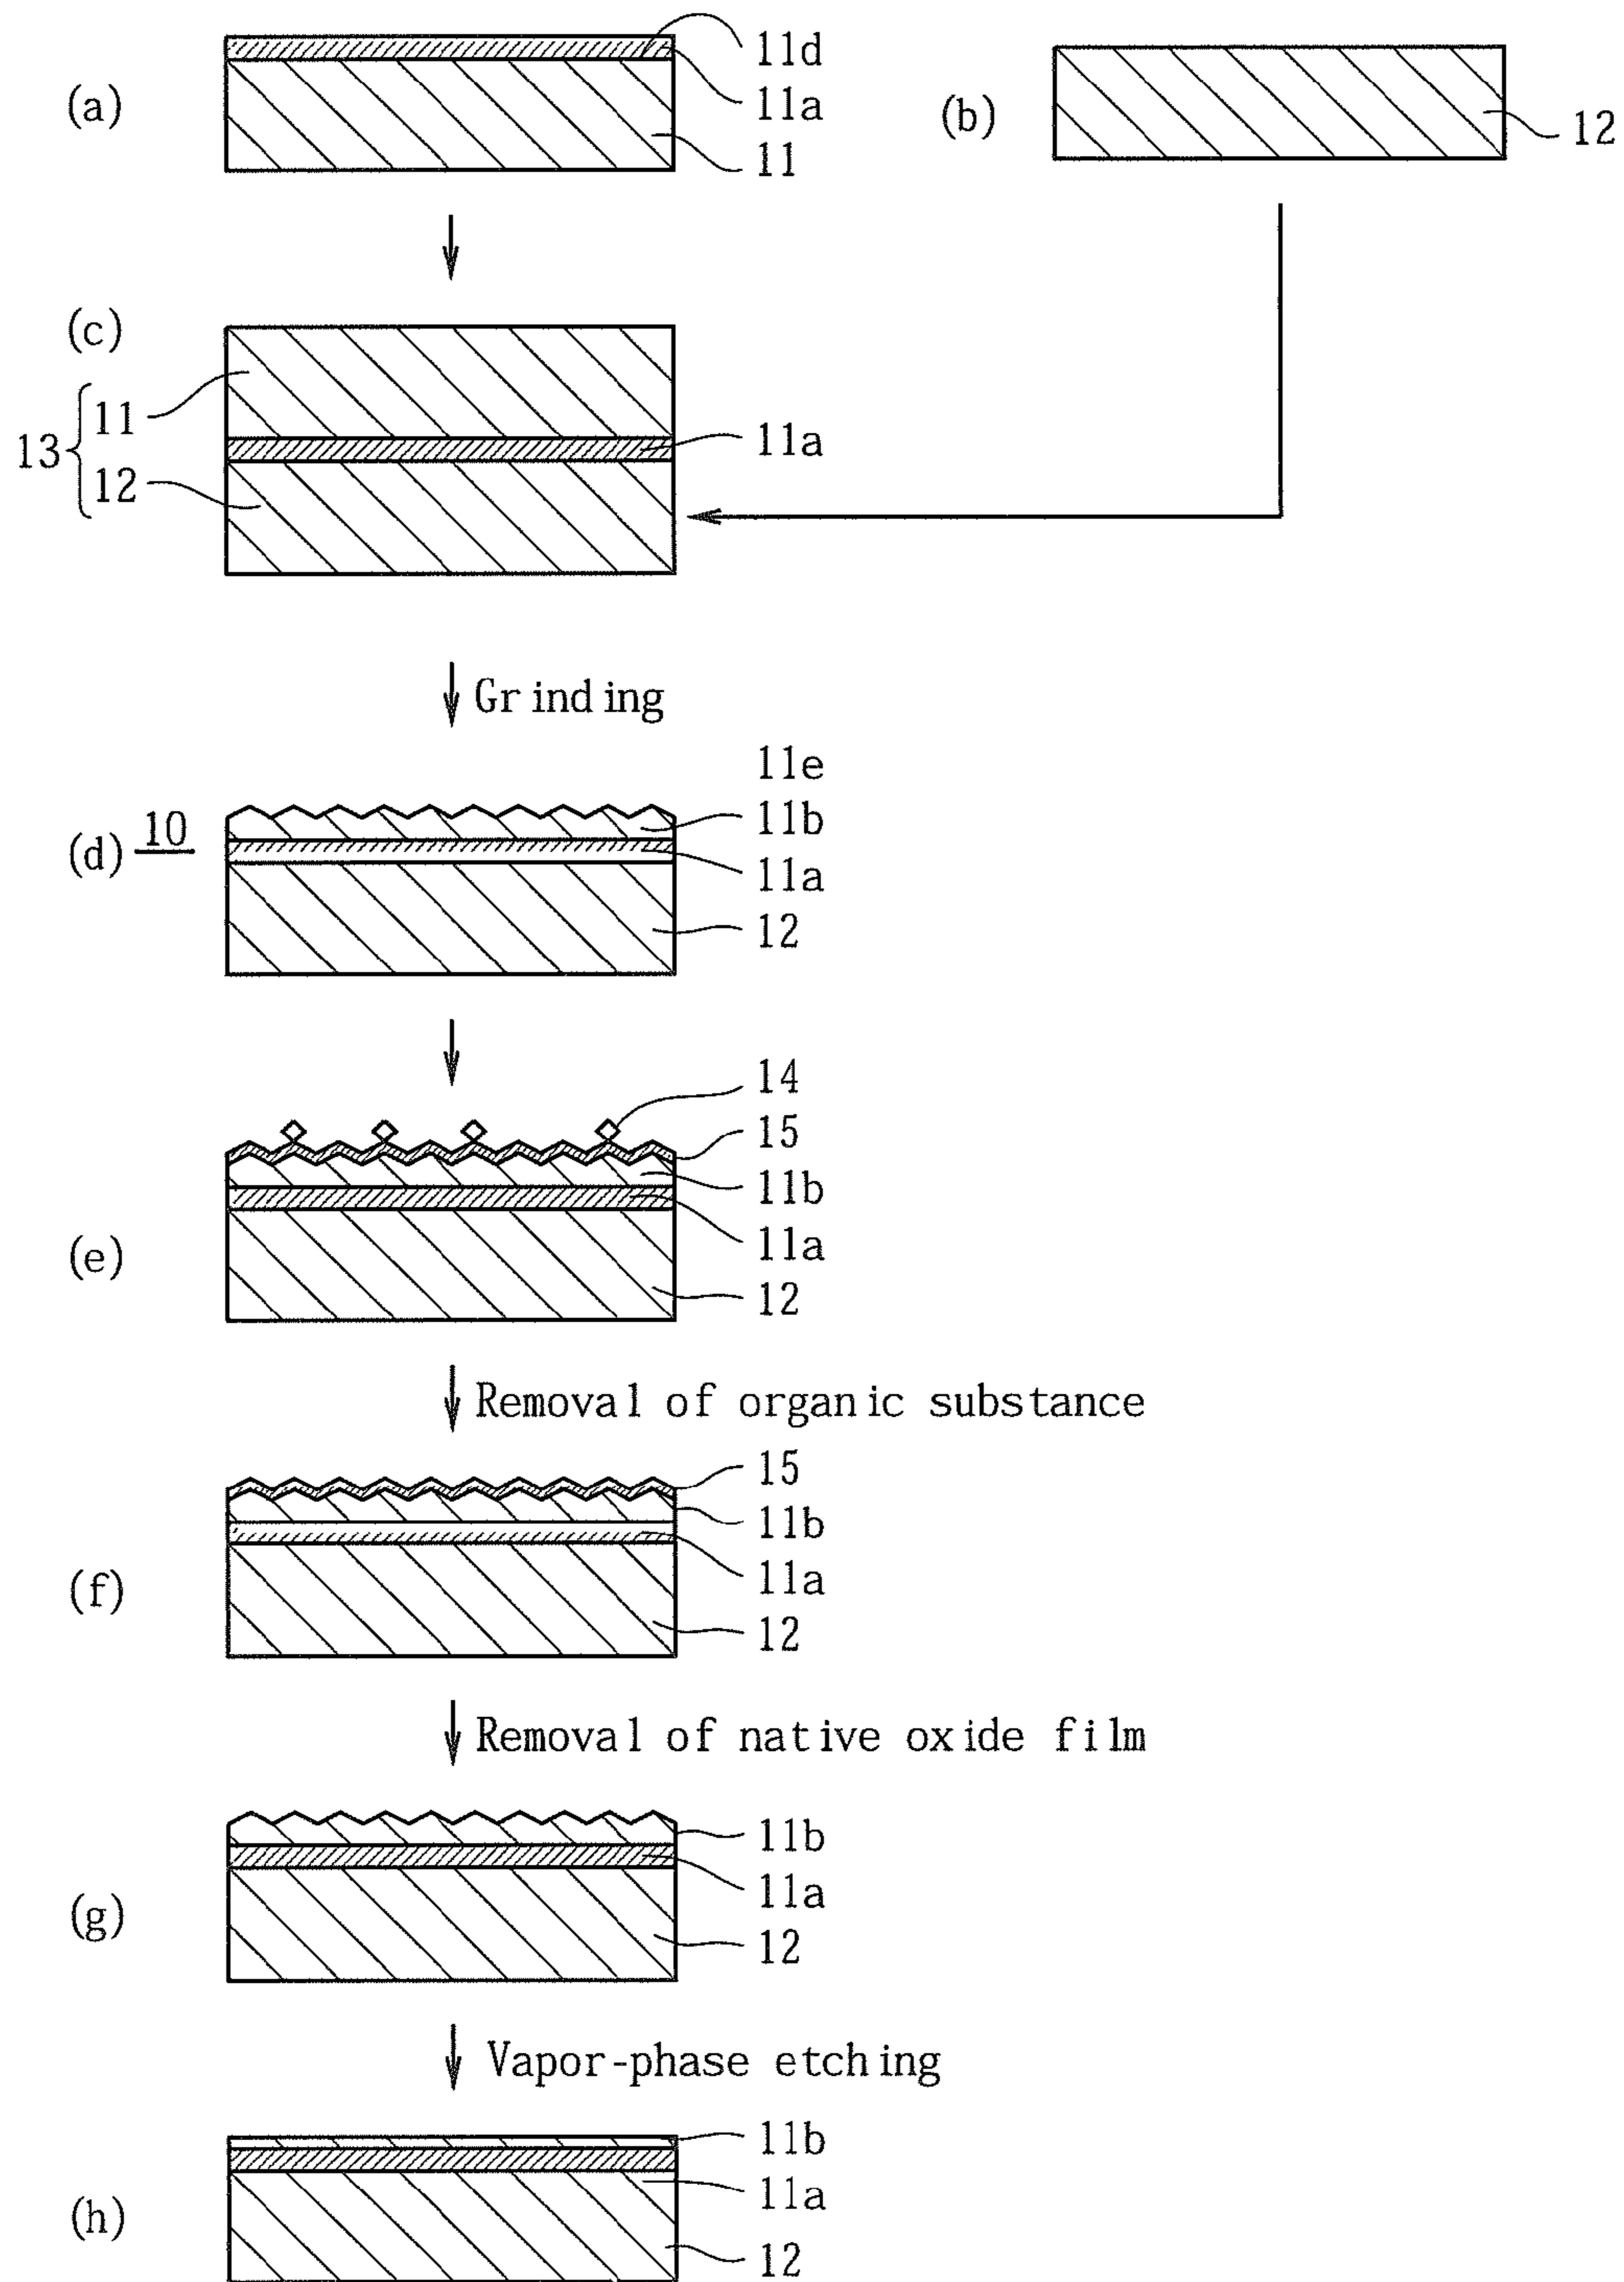 (a)
11d
11a
11
(b)
12
(c)
13
11
12
11a
Grinding
(d)
10
11e
11b
11a
12
(e)
14
15
11b
11a
12
Removal of organic substance
(f)
15
11b
11a
12
Removal of native oxide film
(g)
11b
11a
12
Vapor-phase etching
(h)
11b
11a
12